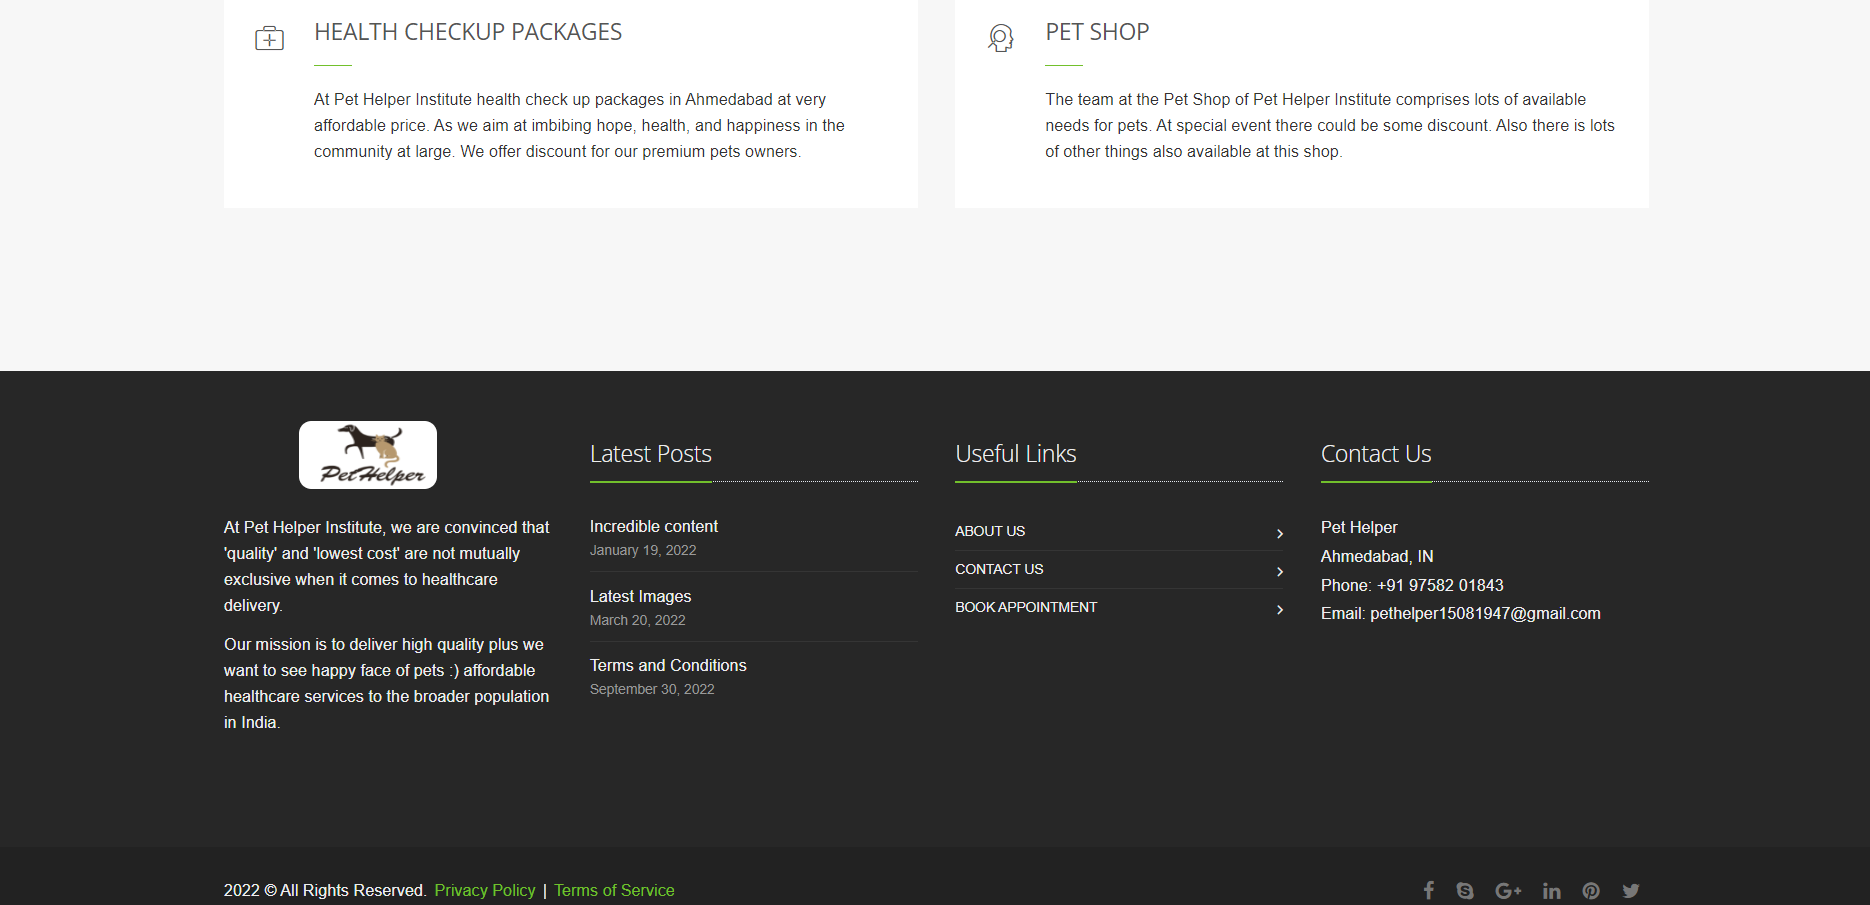 HEALTH CHECKUP PACKAGES
At Pet Helper Institute health check up packages in Ahmedabad at very
affordable price. As we aim at imbibing hope, health, and happiness in the
community at large. We offer discount for our premium pets owners.
PET SHOP
The team at the Pet Shop of Pet Helper Institute comprises lots of available
needs for pets. At special event there could be some discount. Also there is lots
of other things also available at this shop.
PetHelper
At Pet Helper Institute, we are convinced that
'quality' and 'lowest cost' are not mutually
exclusive when it comes to healthcare
delivery.
Our mission is to deliver high quality plus we
want to see happy face of pets :) affordable
healthcare services to the broader population
in India.
Latest Posts
Incredible content
January 19, 2022
Latest Images
March 20, 2022
Terms and Conditions
September 30, 2022
Useful Links
ABOUT US
CONTACT US
BOOK APPOINTMENT
Contact Us
Pet Helper
Ahmedabad, IN
Phone: +91 97582 01843
Email: pethelper15081947@gmail.com
2022 © All Rights Reserved. Privacy Policy | Terms of Service